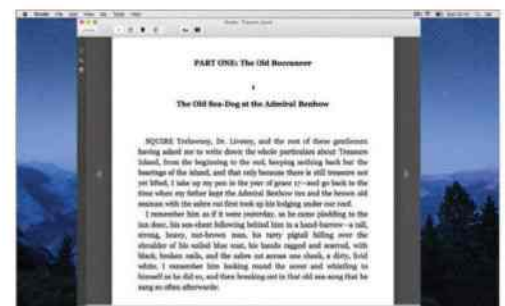 PART ONE: The Old Buccaneer
I
The Old Sea-Dog at the Admiral Benbow
SQUIRE Trelawney, Dr. Livesey, and the rest of these gentlemen
having asked me to write down the whole particulars about Treasure
Island, from the beginning to the end, keeping nothing back but the
bearings of the island, and that only because there is still treasure not
yet lifted, I take up my pen in the year of grace 17—and go back to the
time when my father kept the Admiral Benbow inn and the brown old
seaman with the sabre cut first took up his lodging under our roof.
I remember him as if it were yesterday, as he came plodding to the
inn door, his sea-chest following behind him in a hand-barrow—a tall,
strong, heavy, nut-brown man, his tarry pigtail falling over the
shoulder of his soiled blue coat, his hands ragged and scarred, with
black, broken nails, and the sabre cut across one cheek, a dirty, livid
white. I remember him looking round the cover and whistling to
himself as he did so, and then breaking out in that old sea-song that he
sang so often afterwards: